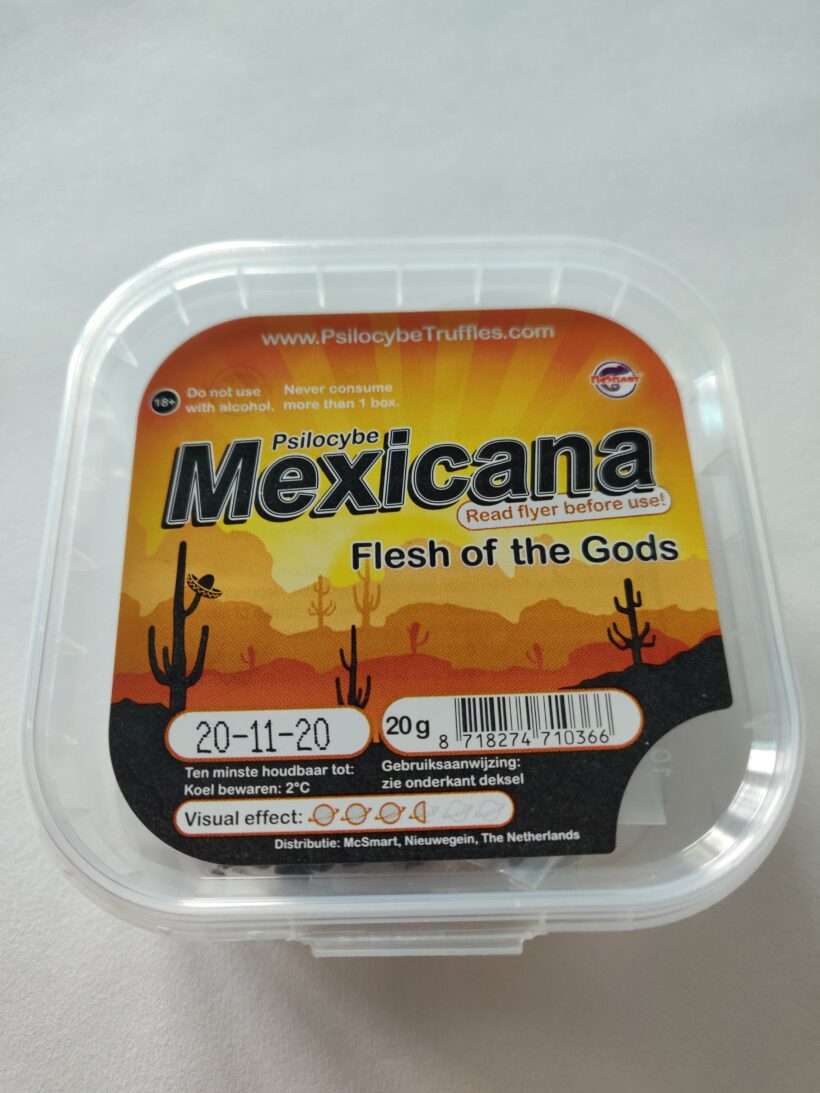 www.PsilocybeTruffles.com
18+
Do not use
with alcohol.
Never consume
more than 1 box.
Psilocybe
Mexicana
Read flyer before use!
Flesh of the Gods
20-11-20
20 g
8 718274 710366
Ten minste houdbaar tot:
Koel bewaren: 2°C
Gebruiksaanwijzing:
zie onderkant deksel
Visual effect:
Distributie: McSmart, Nieuwegein, The Netherlands